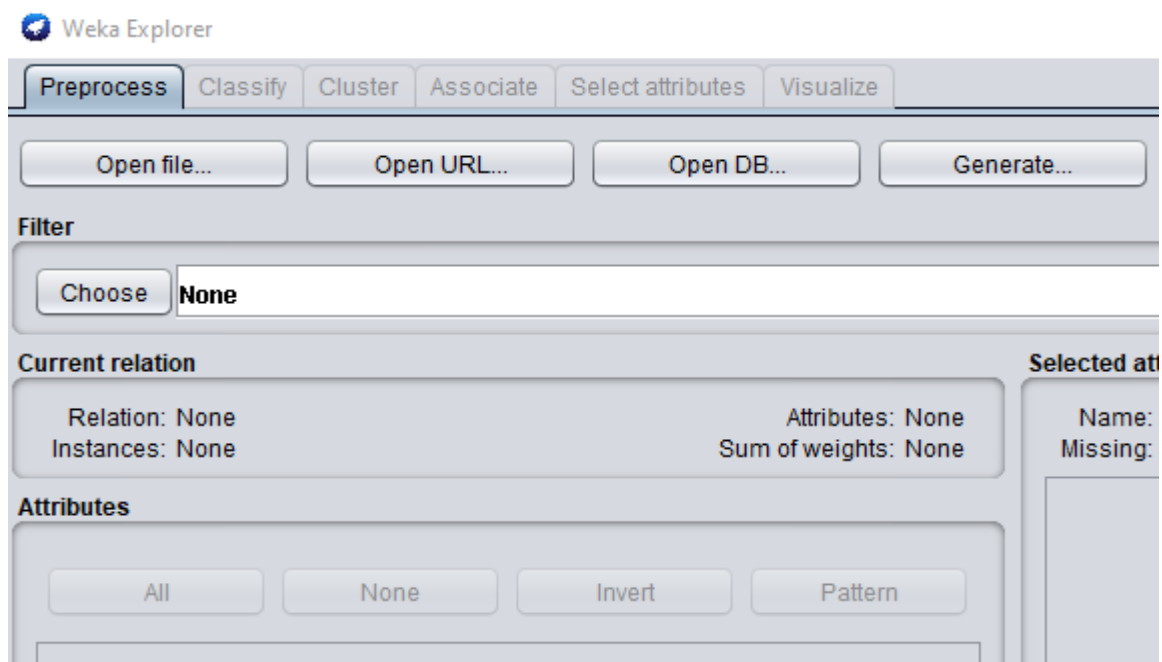 Weka Explorer
Preprocess Classify Cluster Associate Select attributes Visualize
Open file... Open URL... Open DB... Generate...
Filter
Choose None
Current relation
Relation: None Attributes: None
Instances: None Sum of weights: None
Selected att
Name:
Missing:
Attributes
All None Invert Pattern